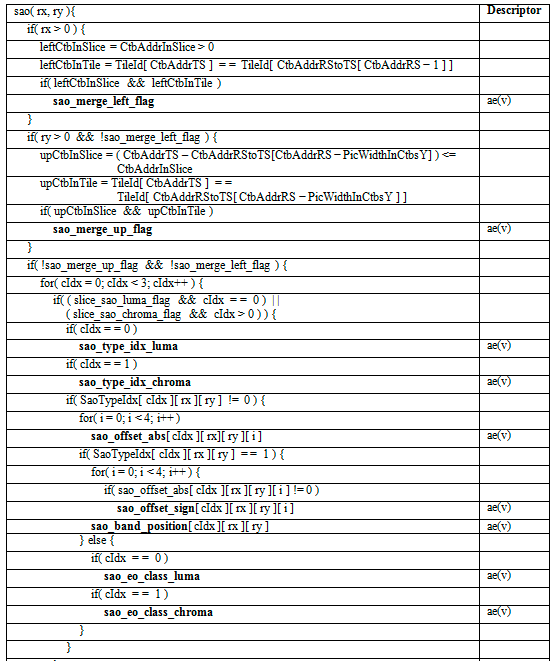 sao( rx, ry ){ Descriptor
if( rx > 0 ) {
leftCtbInSlice = CtbAddrInSlice > 0
leftCtbInTile = TileId[ CtbAddrTS ] == TileId[ CtbAddrRStoTS[ CtbAddrRS − 1 ] ]
if( leftCtbInSlice && leftCtbInTile )
sao_merge_left_flag ae(v)
}
if( ry > 0 && !sao_merge_left_flag ) {
upCtbInSlice = ( CtbAddrTS − CtbAddrRStoTS[CtbAddrRS − PicWidthInCtbsY] ) <=
CtbAddrInSlice
upCtbInTile = TileId[ CtbAddrTS ] ==
TileId[ CtbAddrRStoTS[ CtbAddrRS − PicWidthInCtbsY ] ]
if( upCtbInSlice && upCtbInTile )
sao_merge_up_flag ae(v)
}
if( !sao_merge_up_flag && !sao_merge_left_flag ) {
for( cIdx = 0; cIdx < 3; cIdx++ ) {
if( ( slice_sao_luma_flag && cIdx == 0 ) | |
( slice_sao_chroma_flag && cIdx > 0 ) ) {
if( cIdx == 0 )
sao_type_idx_luma ae(v)
if( cIdx == 1 )
sao_type_idx_chroma ae(v)
if( SaoTypeIdx[ cIdx ][ rx ][ ry ] != 0 ) {
for( i = 0; i < 4; i++ )
sao_offset_abs[ cIdx ][ rx][ ry ][ i ] ae(v)
if( SaoTypeIdx[ cIdx ][ rx ][ ry ] == 1 ) {
for( i = 0; i < 4; i++ ) {
if( sao_offset_abs[ cIdx ][ rx ][ ry ][ i ] != 0 )
sao_offset_sign[ cIdx ][ rx ][ ry ][ i ] ae(v)
sao_band_position[ cIdx ][ rx ][ ry ] ae(v)
} else {
if( cIdx == 0 )
sao_eo_class_luma ae(v)
if( cIdx == 1 )
sao_eo_class_chroma ae(v)
}
}